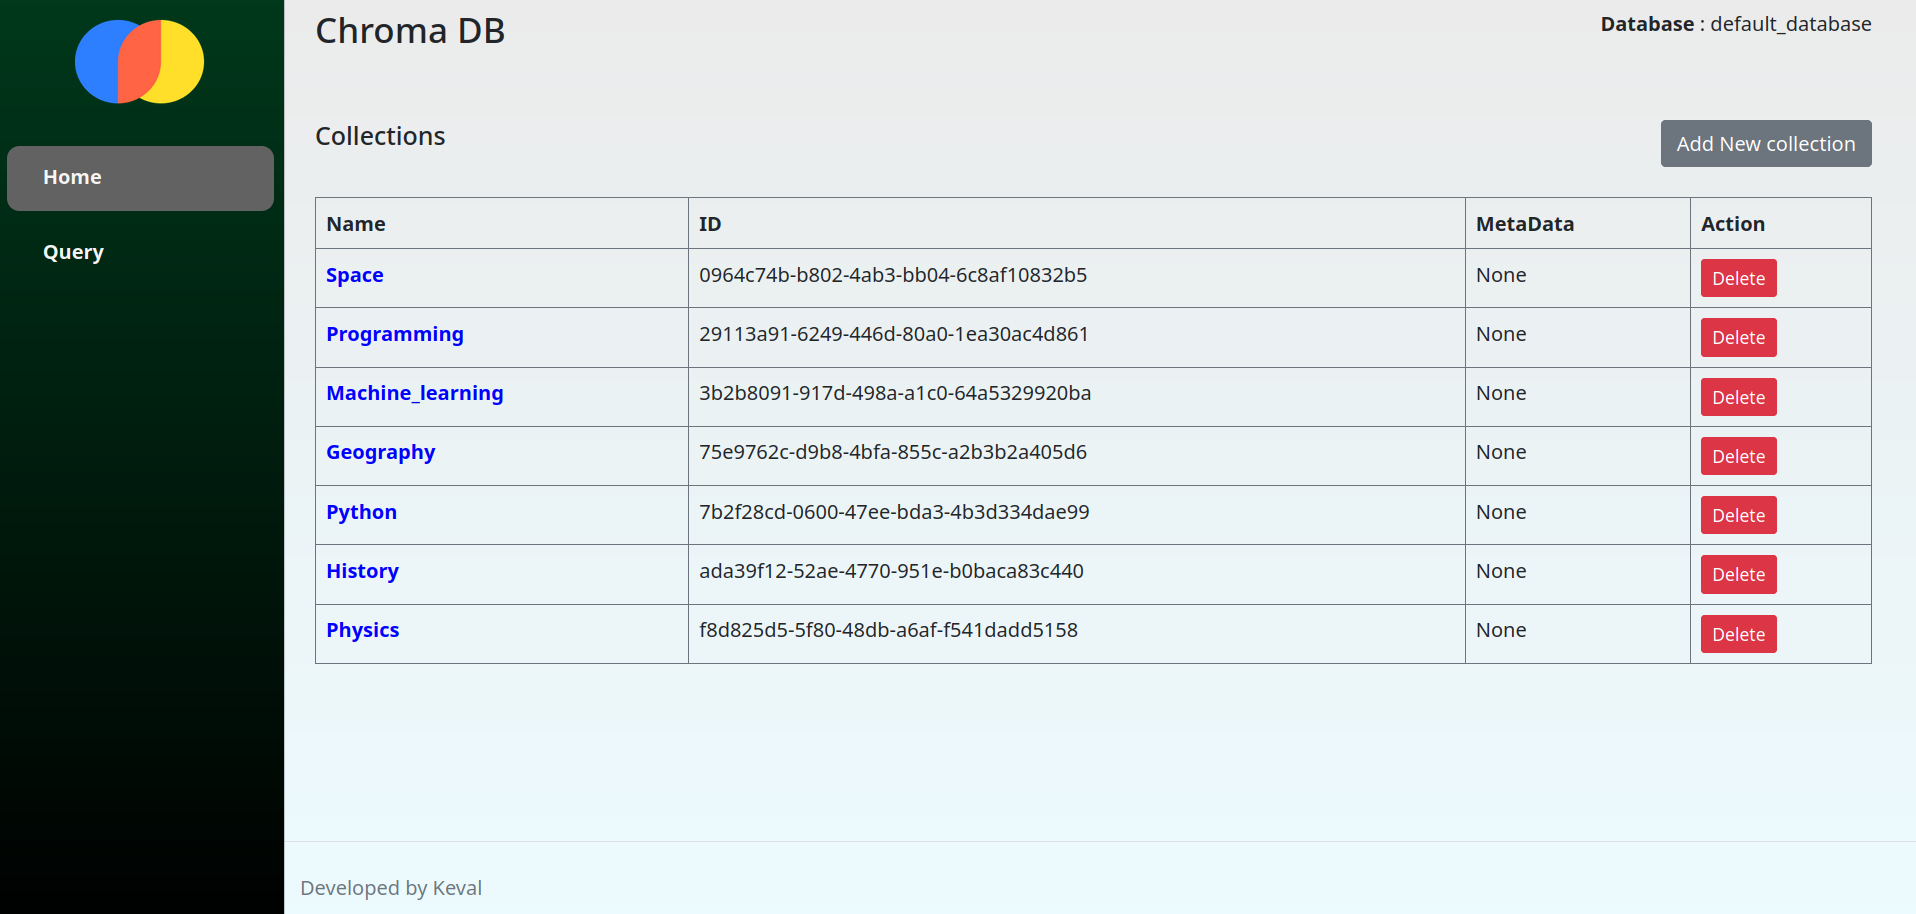 Chroma DB
Database : default_database
Home
Query
Collections
Add New collection
Name ID MetaData Action
Space 0964c74b-b802-4ab3-bb04-6c8af10832b5 None Delete
Programming 29113a91-6249-446d-80a0-1ea30ac4d861 None Delete
Machine_learning 3b2b8091-917d-498a-a1c0-64a5329920ba None Delete
Geography 75e9762c-d9b8-4bfa-855c-a2b3b2a405d6 None Delete
Python 7b2f28cd-0600-47ee-bda3-4b3d334dae99 None Delete
History ada39f12-52ae-4770-951e-b0baca83c440 None Delete
Physics f8d825d5-5f80-48db-a6af-f541dadd5158 None Delete
Developed by Keval